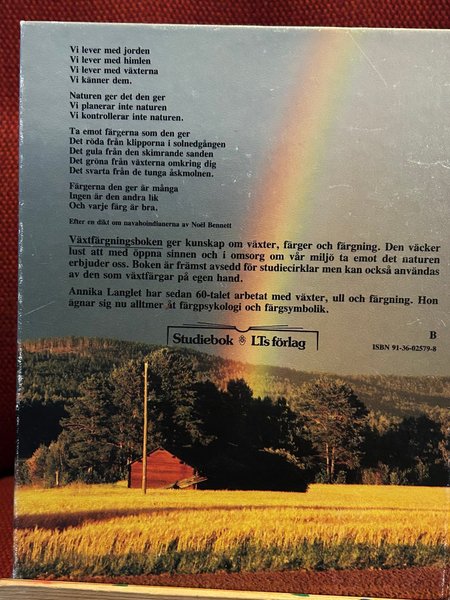 Vi lever med jorden
Vi lever med himlen
Vi lever med växterna
Vi känner dem.
Naturen ger det den ger
Vi planerar inte naturen
Vi kontrollerar inte naturen.
Ta emot färgerna som den ger
Det röda från klipporna i solnedgången
Det gula från den skimrande sanden
Det gröna från växterna omkring dig
Det svarta från de tunga åskmolnen.
Färgerna den ger är många
Ingen är den andra lik
Och varje färg är bra.
Efter en dikt om navahoindianerna av Noël Bennett
Växtfärgningsboken ger kunskap om växter, färger och färgning. Den väcker
lust att med öppna sinnen och i omsorg om vår miljö ta emot det naturen
erbjuder oss. Boken är främst avsedd för studiecirklar men kan också användas
av den som växtfärgar på egen hand.
Annika Langlet har sedan 60-talet arbetat med växter, ull och färgning. Hon
ägnar sig nu alltmer åt färgpsykologi och färgsymbolik.
Studiebok LTs förlag
B
ISBN 91-36-02579-8